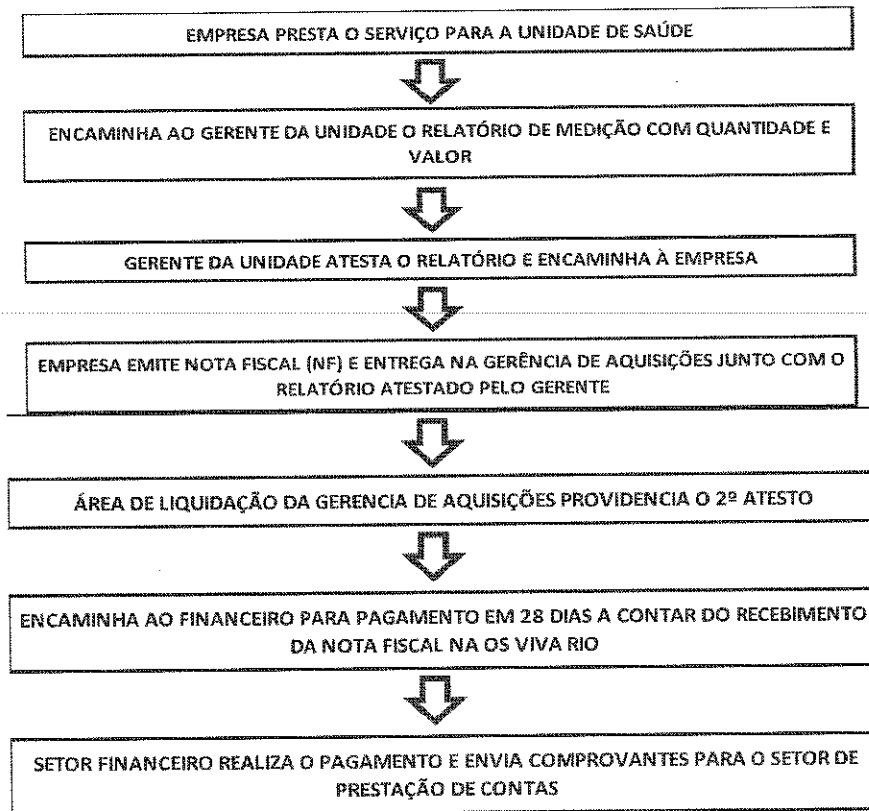 EMPRESA PRESTA O SERVIÇO PARA A UNIDADE DE SAÚDE
ENCAMINHA AO GERENTE DA UNIDADE O RELATÓRIO DE MEDIÇÃO COM QUANTIDADE E
VALOR
GERENTE DA UNIDADE ATESTA O RELATÓRIO E ENCAMINHA À EMPRESA
EMPRESA EMITE NOTA FISCAL (NF) E ENTREGA NA GERÊNCIA DE AQUISIÇÕES JUNTO COM O
RELATÓRIO ATESTADO PELO GERENTE
ÁREA DE LIQUIDAÇÃO DA GERENCIA DE AQUISIÇÕES PROVIDENCIA O 2º ATESTO
ENCAMINHA AO FINANCEIRO PARA PAGAMENTO EM 28 DIAS A CONTAR DO RECEBIMENTO
DA NOTA FISCAL NA OS VIVA RIO
SETOR FINANCEIRO REALIZA O PAGAMENTO E ENVIA COMPROVANTES PARA O SETOR DE
PRESTAÇÃO DE CONTAS